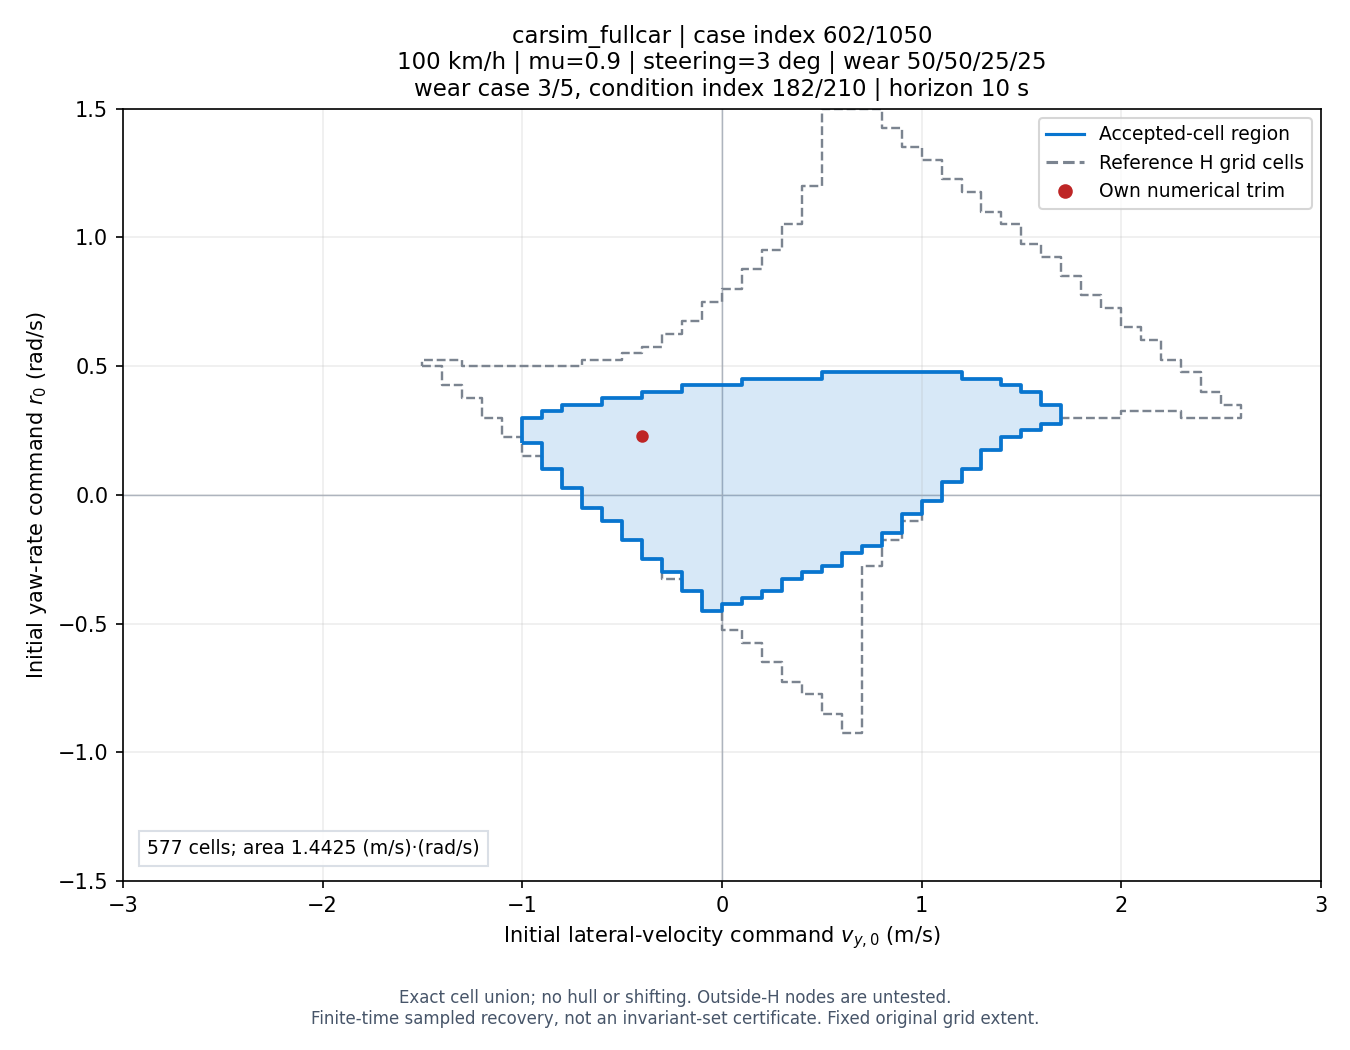 carsim_fullcar | case index 602/1050
100 km/h | mu=0.9 | steering=3 deg | wear 50/50/25/25
wear case 3/5, condition index 182/210 | horizon 10 s
Accepted-cell region
Reference H grid cells
Own numerical trim
1.5
1.0
0.5
0.0
−0.5
−1.0
−1.5
Initial yaw-rate command r₀ (rad/s)
577 cells; area 1.4425 (m/s)·(rad/s)
−3
−2
−1
0
1
2
3
Initial lateral-velocity command v_{y,0} (m/s)
Exact cell union; no hull or shifting. Outside-H nodes are untested.
Finite-time sampled recovery, not an invariant-set certificate. Fixed original grid extent.